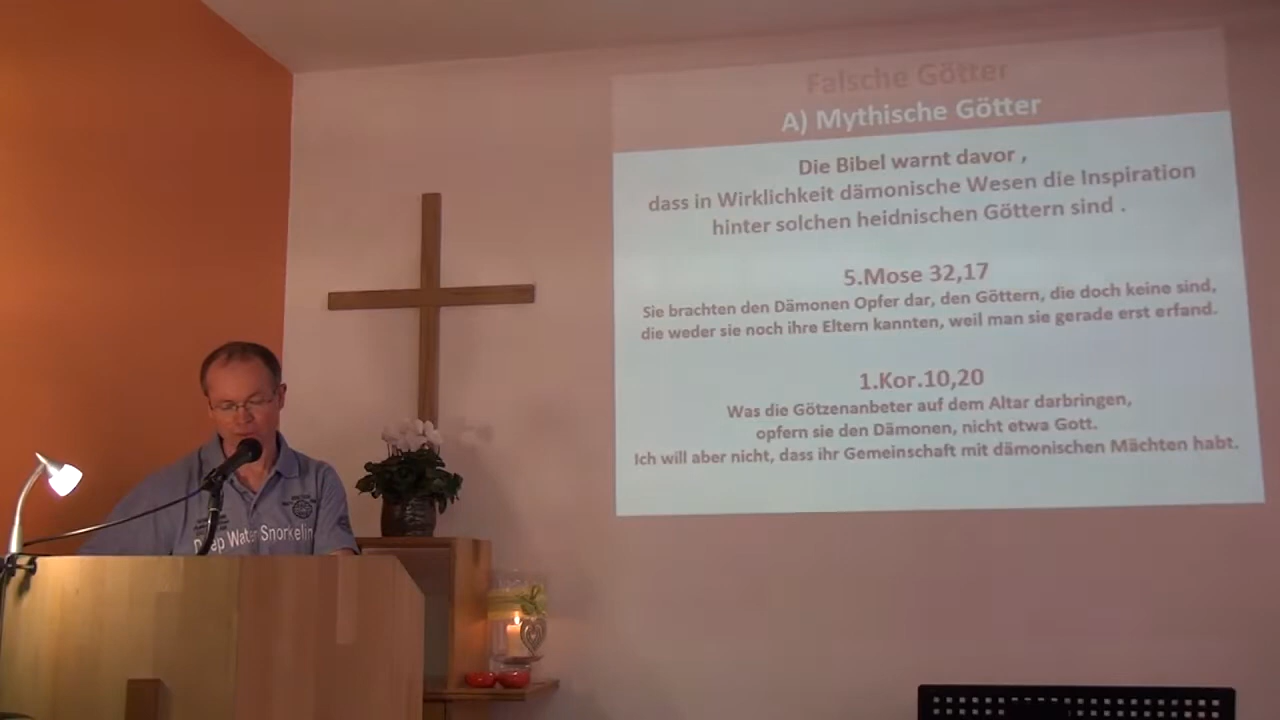 Falsche Götter
A) Mythische Götter
Die Bibel warnt davor ,
dass in Wirklichkeit dämonische Wesen die Inspiration
hinter solchen heidnischen Göttern sind .
5.Mose 32,17
Sie brachten den Dämonen Opfer dar, den Göttern, die doch keine sind,
die weder sie noch ihre Eltern kannten, weil man sie gerade erst erfand.
1.Kor.10,20
Was die Götzenanbeter auf dem Altar darbringen,
opfern sie den Dämonen, nicht etwa Gott.
Ich will aber nicht, dass ihr Gemeinschaft mit dämonischen Mächten habt.
Water Snorkelin